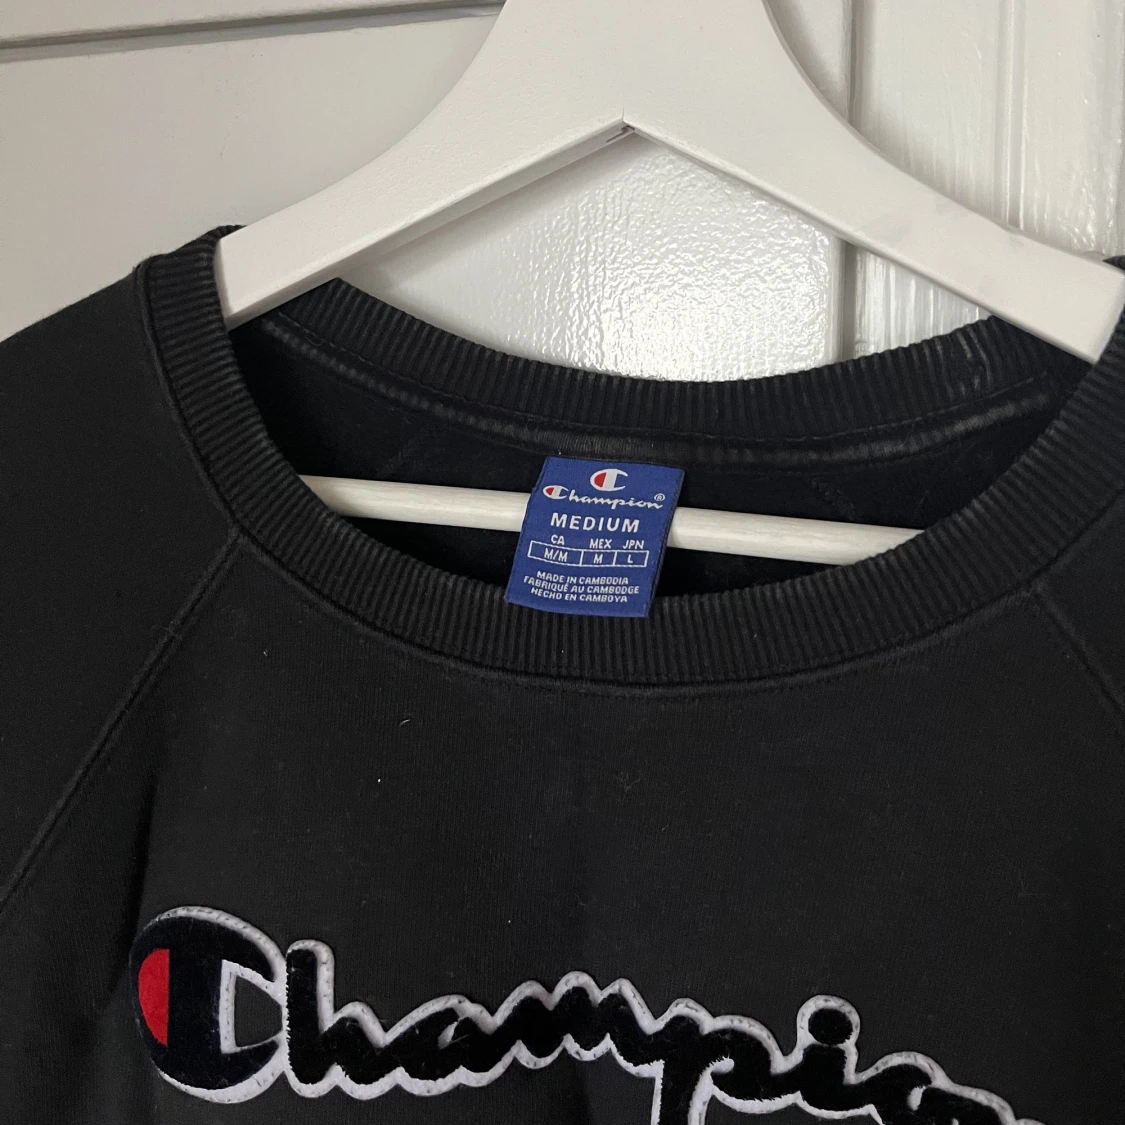 Champion®
MEDIUM
CA MEX JPN
M/M M L
MADE IN CAMBODIA
FABRIQUÉ AU CAMBODGE
HECHO EN CAMBOYA
Champion